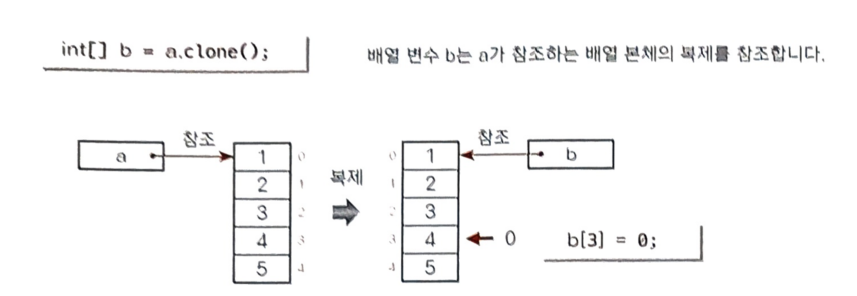 int[] b = a.clone();
배열 변수 b는 a가 참조하는 배열 본체의 복제를 참조합니다.
참조
참조
a
1 0
0 1
b
2 1
복제
1 2
3 2
2 3
4 3
3 4
0
b[3] = 0;
5 4
4 5